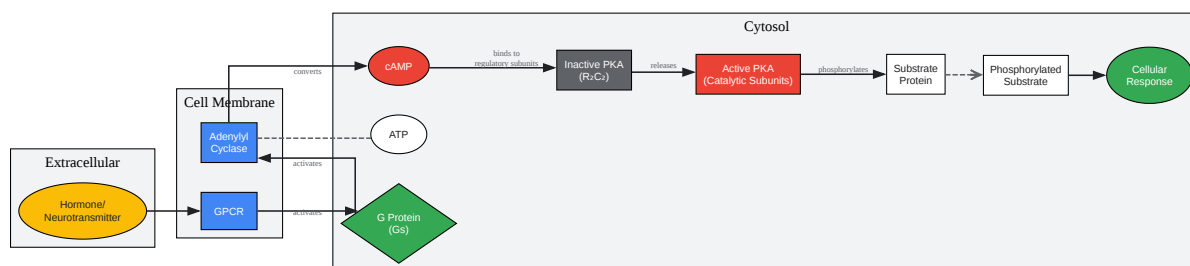 Cytosol
cAMP
binds to
regulatory subunits
Inactive PKA
(R₂C₂)
releases
Active PKA
(Catalytic Subunits)
phosphorylates
Substrate
Protein
Phosphorylated
Substrate
Cellular
Response
converts
Cell Membrane
Adenylyl
Cyclase
ATP
activates
Extracellular
Hormone/
Neurotransmitter
GPCR
activates
G Protein
(Gs)